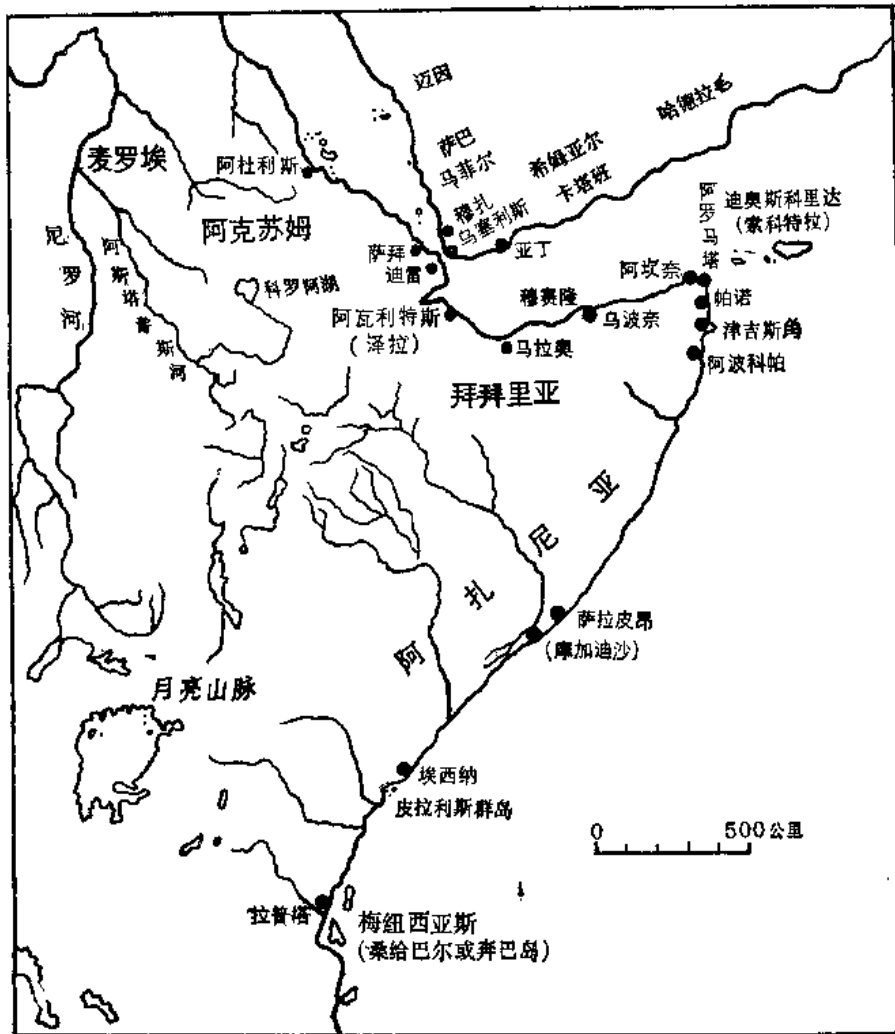 迈因
哈德拉毛
萨巴
马菲尔
希姆亚尔
卡塔班
麦罗埃
阿杜利斯
穆扎
乌塞利斯
阿罗马塔
迪奥斯科里达
(索科特拉)
阿克苏姆
尼罗河
阿斯塔普斯河
萨拜
迪雷
亚丁
科罗阿湖
阿坎奈
穆赛隆
帕诺
阿瓦利特斯
(泽拉)
乌波奈
津吉斯角
马拉奥
阿波科帕
拜拜里亚
阿扎尼亚
萨拉皮昂
(摩加迪沙)
月亮山脉
埃西纳
皮拉利斯群岛
0 500公里
拉普塔
梅纽西亚斯
(桑给巴尔或奔巴岛)